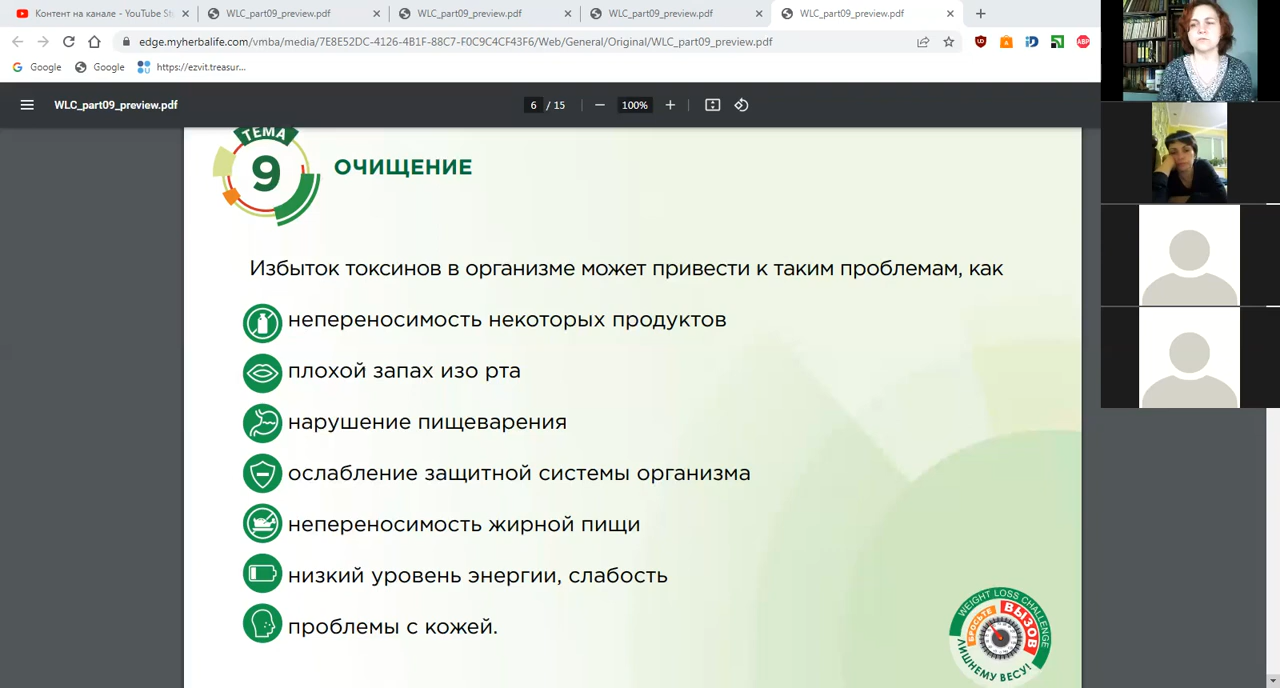 Контент на канале - YouTube St
WLC_part09_preview.pdf
WLC_part09_preview.pdf
WLC_part09_preview.pdf
WLC_part09_preview.pdf
edge.myherbalife.com/vmba/media/7E8E52DC-4126-4B1F-88C7-F0C9C4CF43F6/Web/General/Original/WLC_part09_preview.pdf
Google
Google
https://ezvit.treasur...
WLC_part09_preview.pdf
6 / 15
100%
ТЕМА
9
ОЧИЩЕНИЕ
Избыток токсинов в организме может привести к таким проблемам, как
непереносимость некоторых продуктов
плохой запах изо рта
нарушение пищеварения
ослабление защитной системы организма
непереносимость жирной пищи
низкий уровень энергии, слабость
проблемы с кожей.
WEIGHT LOSS CHALLENGE
БРОСЬТЕ
ВЫЗОВ
ЛИШНЕМУ ВЕСУ!
ABP